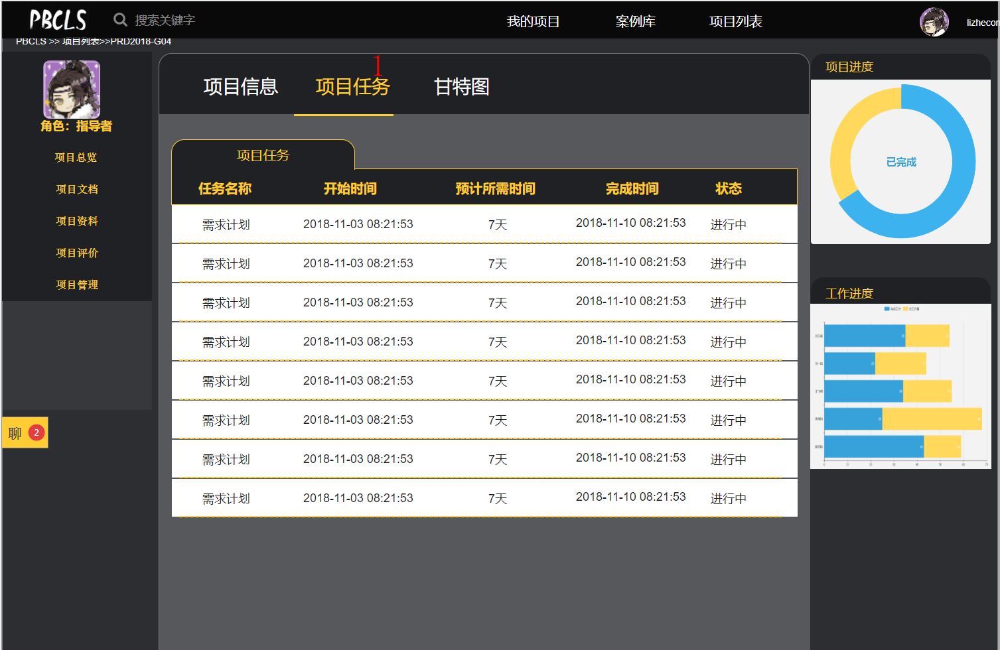 PBCLS 搜索关键字 我的项目 案例库 项目列表 lizhecon
PBCLS >> 项目列表>>PRD2018-G04
角色：指导者
项目总览
项目文档
项目资料
项目评价
项目管理
聊 2
1
项目信息 项目任务 甘特图
项目任务
任务名称 开始时间 预计所需时间 完成时间 状态
需求计划 2018-11-03 08:21:53 7天 2018-11-10 08:21:53 进行中
需求计划 2018-11-03 08:21:53 7天 2018-11-10 08:21:53 进行中
需求计划 2018-11-03 08:21:53 7天 2018-11-10 08:21:53 进行中
需求计划 2018-11-03 08:21:53 7天 2018-11-10 08:21:53 进行中
需求计划 2018-11-03 08:21:53 7天 2018-11-10 08:21:53 进行中
需求计划 2018-11-03 08:21:53 7天 2018-11-10 08:21:53 进行中
需求计划 2018-11-03 08:21:53 7天 2018-11-10 08:21:53 进行中
需求计划 2018-11-03 08:21:53 7天 2018-11-10 08:21:53 进行中
项目进度
已完成
工作进度
0 10 20 30 40 50 60 70